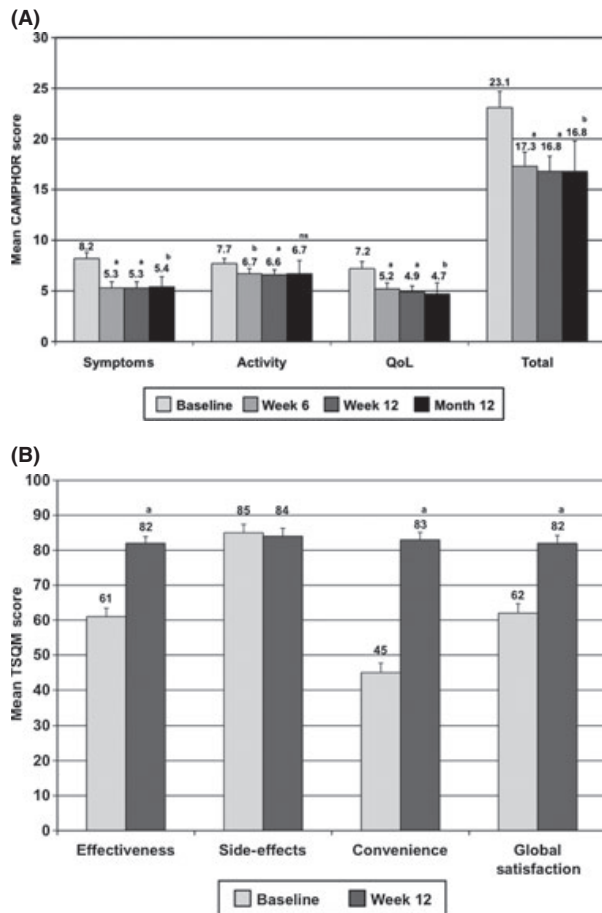 (A)
Mean CAMPHOR score
30
25
20
15
10
5
0
8.2
a
5.3
a
5.3
b
5.4
7.7
b
6.7
a
6.6
ns
6.7
7.2
a
5.2
a
4.9
b
4.7
23.1
a
17.3
a
16.8
b
16.8
Symptoms Activity QoL Total
Baseline Week 6 Week 12 Month 12
(B)
Mean TSQM score
100
90
80
70
60
50
40
30
20
10
0
61
a
82
85
84
45
a
83
62
a
82
Effectiveness Side-effects Convenience Global
satisfaction
Baseline Week 12